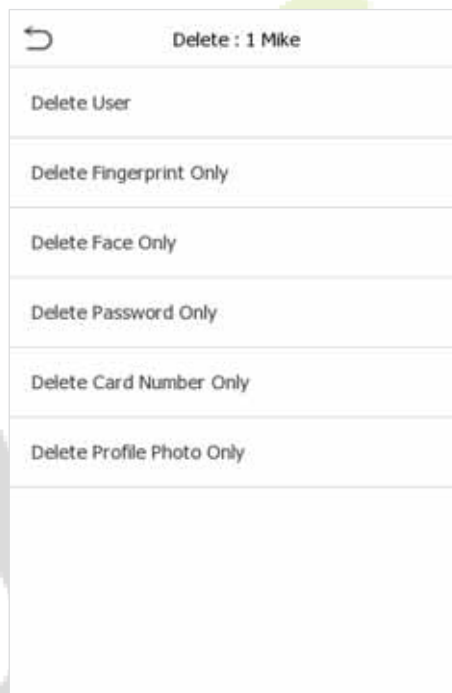 Delete : 1 Mike
Delete User
Delete Fingerprint Only
Delete Face Only
Delete Password Only
Delete Card Number Only
Delete Profile Photo Only